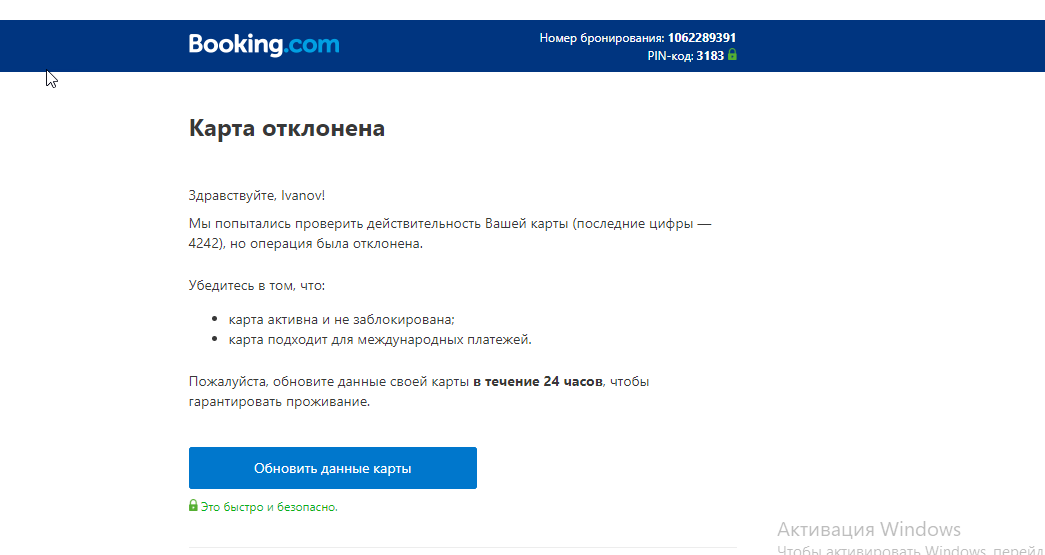 Booking.com
Номер бронирования: 1062289391
PIN-код: 3183
Карта отклонена
Здравствуйте, Ivanov!
Мы попытались проверить действительность Вашей карты (последние цифры —
4242), но операция была отклонена.
Убедитесь в том, что:
• карта активна и не заблокирована;
• карта подходит для международных платежей.
Пожалуйста, обновите данные своей карты в течение 24 часов, чтобы
гарантировать проживание.
Обновить данные карты
Это быстро и безопасно.
Активация Windows
Чтобы активировать Windows, перейд